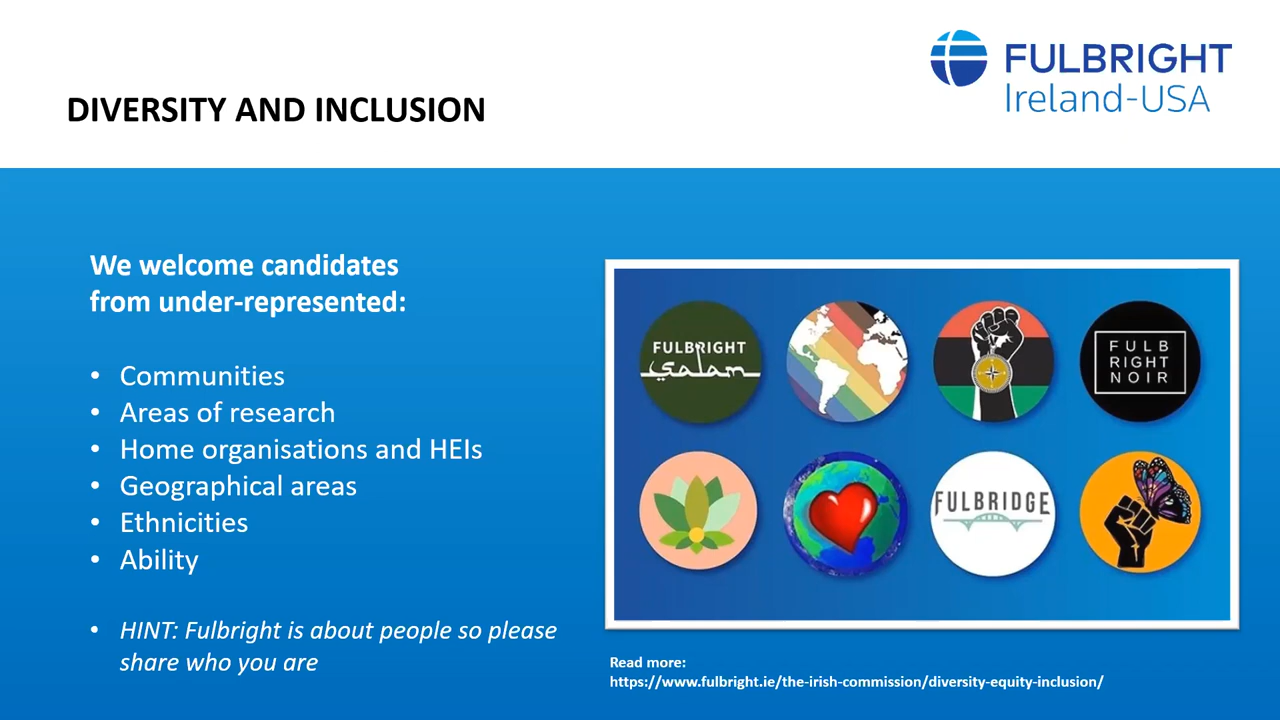 FULBRIGHT
Ireland-USA
DIVERSITY AND INCLUSION
We welcome candidates
from under-represented:
• Communities
• Areas of research
• Home organisations and HEIs
• Geographical areas
• Ethnicities
• Ability
• HINT: Fulbright is about people so please
share who you are
FULBRIGHT
salam
FULB
RIGHT
NOIR
FULBRIDGE
Read more:
https://www.fulbright.ie/the-irish-commission/diversity-equity-inclusion/